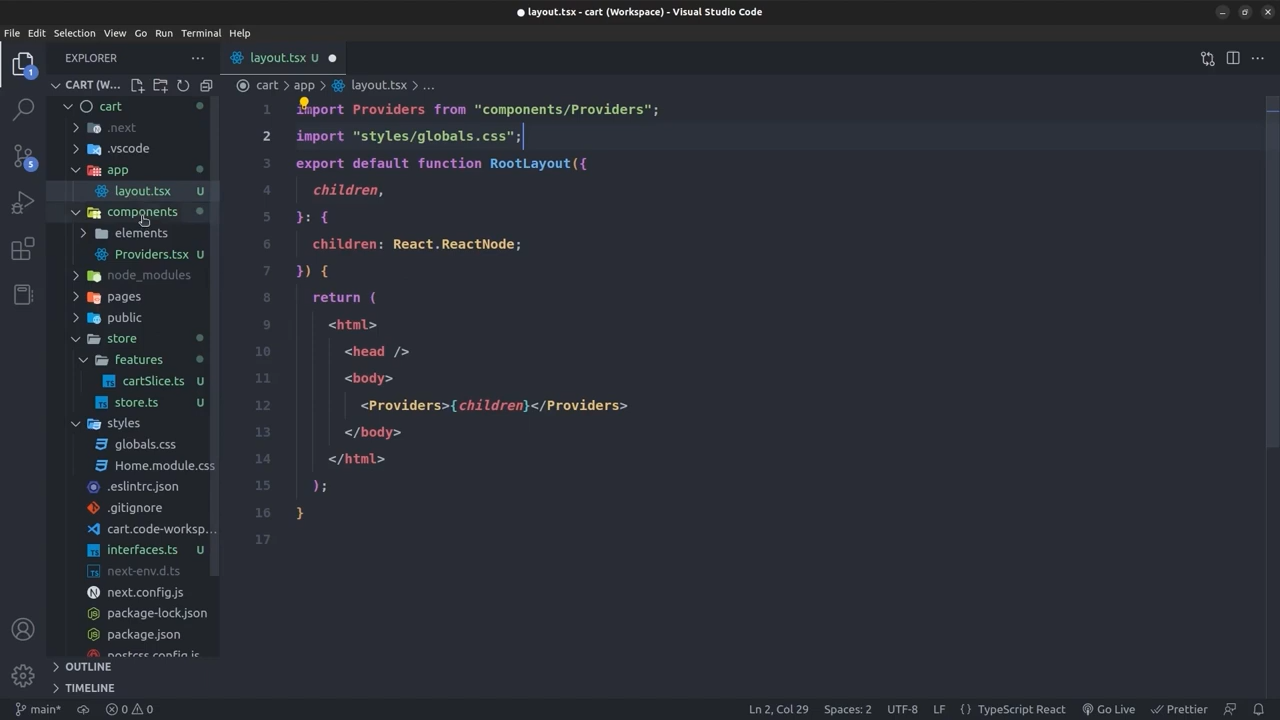 layout.tsx - cart (Workspace) - Visual Studio Code
File Edit Selection View Go Run Terminal Help
EXPLORER
layout.tsx U
1
CART (W...
cart app layout.tsx ...
cart
.next
.vscode
app
layout.tsx U
components
elements
Providers.tsx U
node_modules
pages
public
store
features
cartSlice.ts U
store.ts U
styles
globals.css
Home.module.css
.eslintrc.json
.gitignore
cart.code-worksp...
interfaces.ts U
next-env.d.ts
next.config.js
package-lock.json
package.json
postcss.config.js
OUTLINE
TIMELINE
5
1 import Providers from "components/Providers";
2 import "styles/globals.css";
3 export default function RootLayout({
4 children,
5 }: {
6 children: React.ReactNode;
7 }) {
8 return (
9 <html>
10 <head />
11 <body>
12 <Providers>{children}</Providers>
13 </body>
14 </html>
15 );
16 }
17
main* 0 0 Ln 2, Col 29 Spaces: 2 UTF-8 LF {} TypeScript React Go Live Prettier